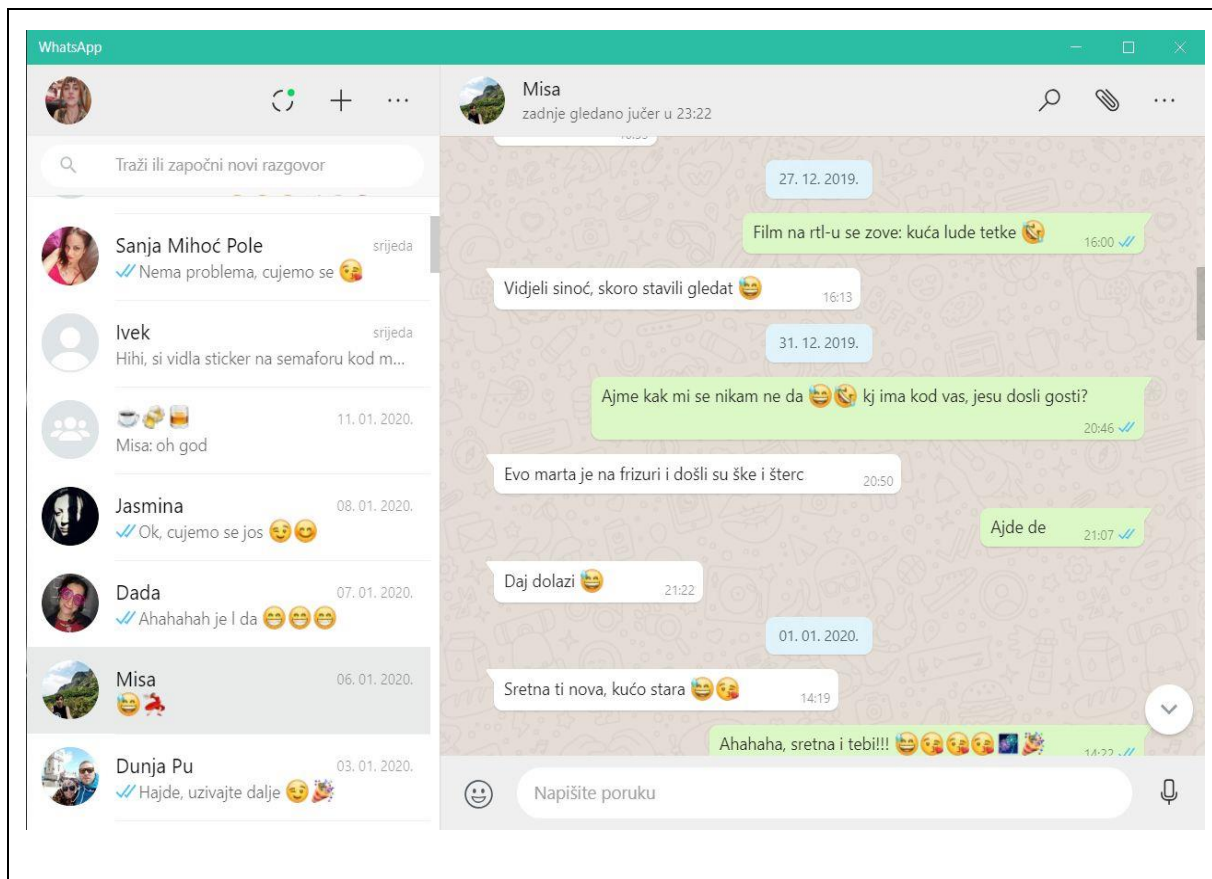 WhatsApp
Traži ili započni novi razgovor
Sanja Mihoć Pole
srijeda
Nema problema, cujemo se 😘
Ivek
srijeda
Hihi, si vidla sticker na semaforu kod m...
☕🍻🥃
11. 01. 2020.
Misa: oh god
Jasmina
08. 01. 2020.
Ok, cujemo se jos 😉😊
Dada
07. 01. 2020.
Ahahahah je l da 😁😁😁
Misa
06. 01. 2020.
😅💃
Dunja Pu
03. 01. 2020.
Hajde, uzivajte dalje 😉🎉
Misa
zadnje gledano jučer u 23:22
27. 12. 2019.
Film na rtl-u se zove: kuća lude tetke 🤣
16:00
Vidjeli sinoć, skoro stavili gledat 😅
16:13
31. 12. 2019.
Ajme kak mi se nikam ne da 😅🤣 kj ima kod vas, jesu dosli gosti?
20:46
Evo marta je na frizuri i došli su ške i šterc
20:50
Ajde de
21:07
Daj dolazi 😅
21:22
01. 01. 2020.
Sretna ti nova, kućo stara 😅😘
14:19
Ahahaha, sretna i tebi!!! 😅😘😘😘🎆🎉
14:22
Napišite poruku